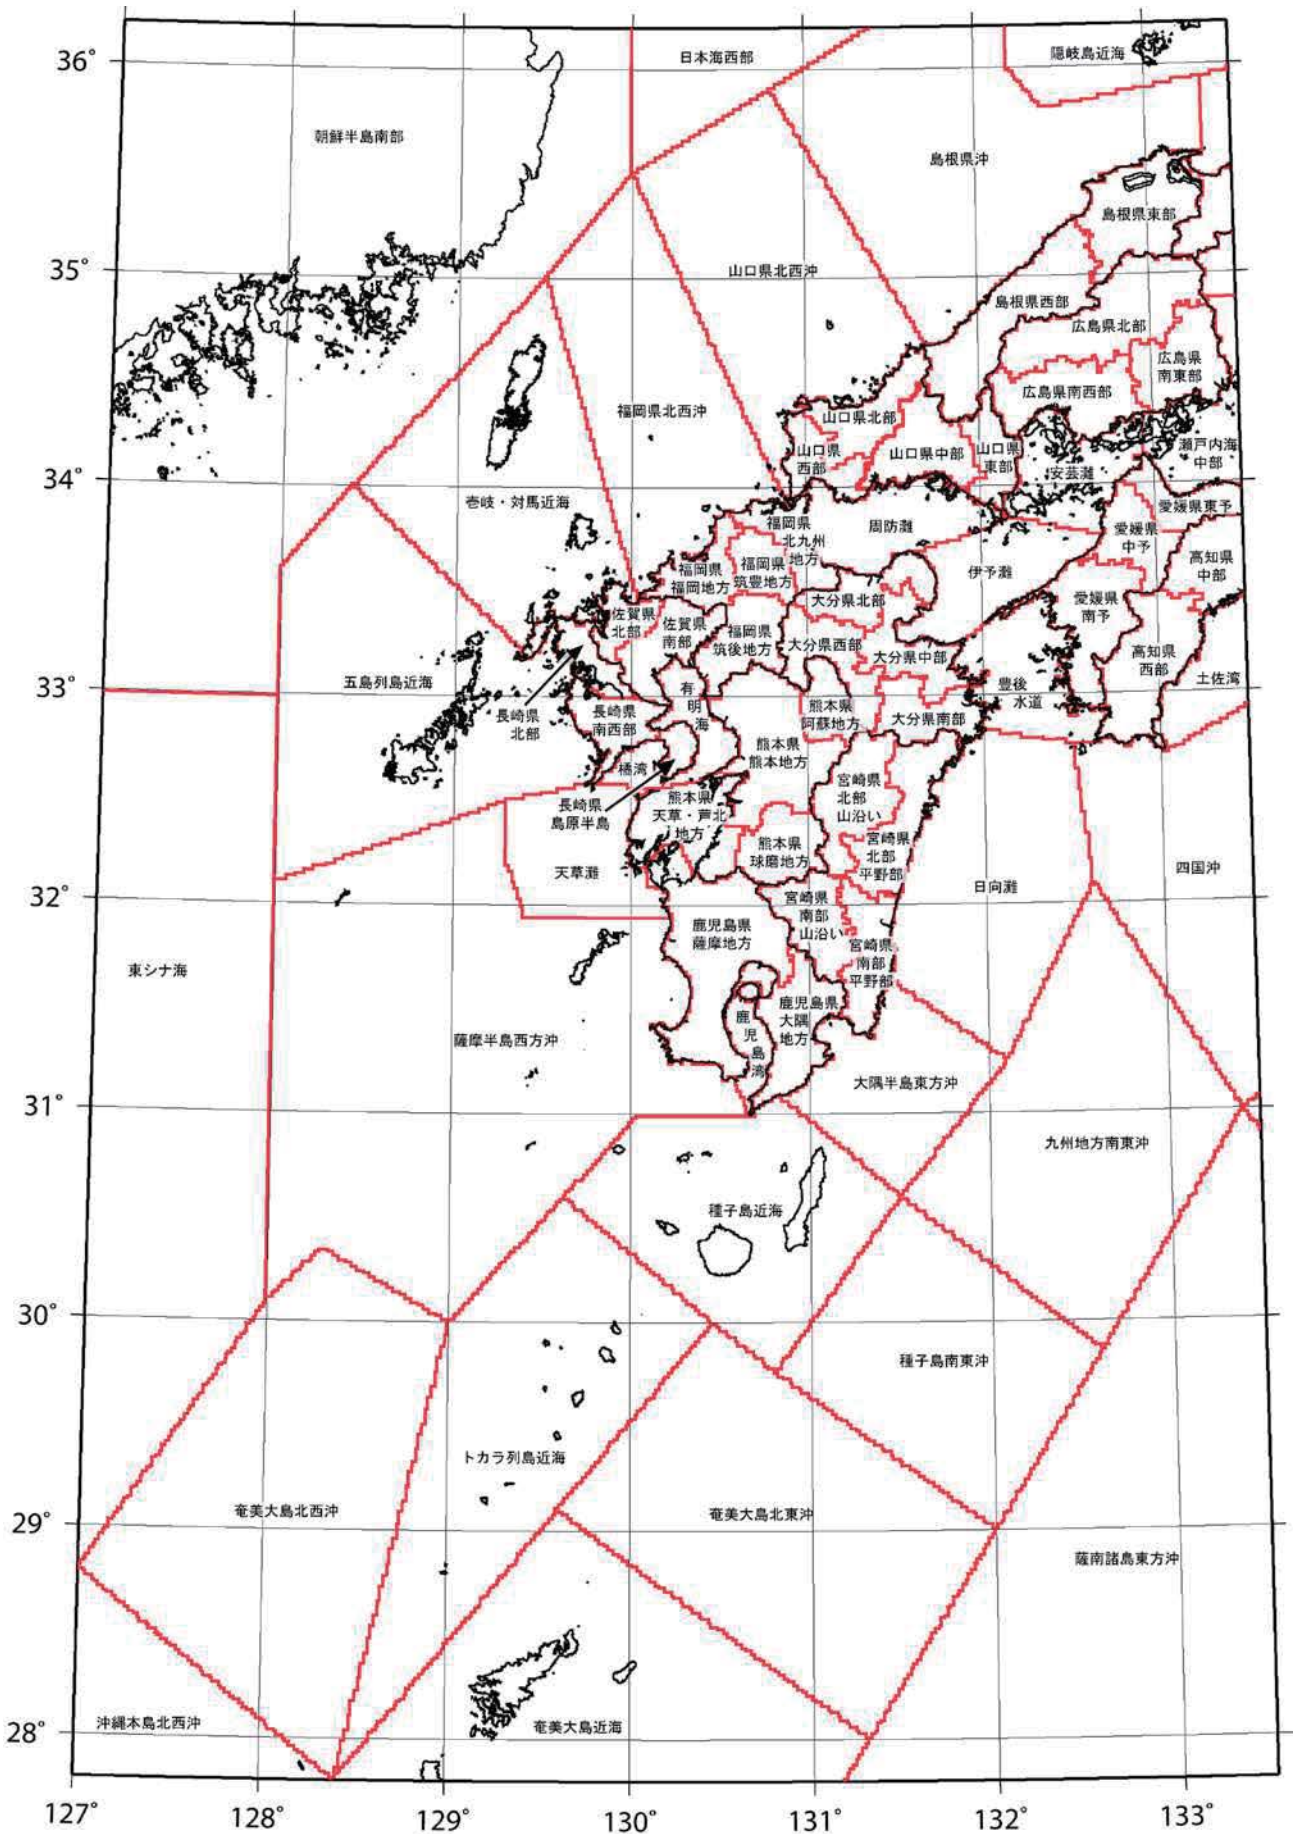 36°
35°
34°
33°
32°
31°
30°
29°
28°
127°
128°
129°
130°
131°
132°
133°
日本海西部
隠岐島近海
朝鮮半島南部
島根県沖
島根県東部
山口県北西沖
島根県西部
広島県北部
広島県
南東部
広島県南西部
福岡県北西沖
山口県北部
山口県
西部
山口県中部
山口県
東部
安芸灘
瀬戸内海
中部
壱岐・対馬近海
福岡県
北九州
地方
周防灘
愛媛県東予
愛媛県
中予
高知県
中部
伊予灘
福岡県
福岡地方
福岡県
筑豊地方
大分県北部
愛媛県
南予
佐賀県
北部
佐賀県
南部
福岡県
筑後地方
大分県西部
大分県中部
高知県
西部
土佐湾
五島列島近海
長崎県
北部
長崎県
南西部
有
明
海
熊本県
阿蘇地方
大分県南部
豊後
水道
橘湾
熊本県
熊本地方
宮崎県
北部
山沿い
長崎県
島原半島
熊本県
天草・芦北
地方
熊本県
球磨地方
宮崎県
北部
平野部
天草灘
日向灘
四国沖
宮崎県
南部
山沿い
鹿児島県
薩摩地方
宮崎県
南部
平野部
東シナ海
鹿児島県
大隅
地方
鹿
児
島
湾
薩摩半島西方沖
大隅半島東方沖
九州地方南東沖
種子島近海
種子島南東沖
トカラ列島近海
奄美大島北西沖
奄美大島北東沖
薩南諸島東方沖
沖縄本島北西沖
奄美大島近海